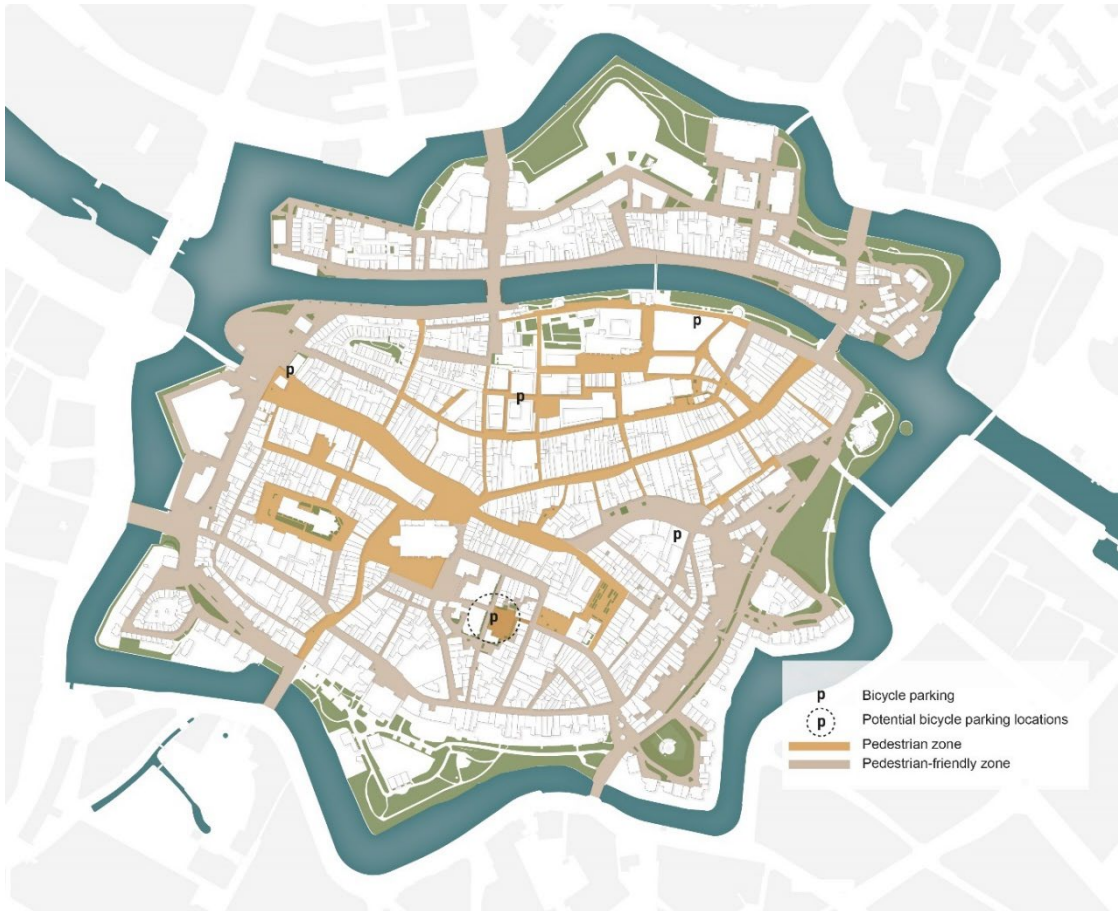 p
p
p
p
p
p Bicycle parking
p Potential bicycle parking locations
Pedestrian zone
Pedestrian-friendly zone